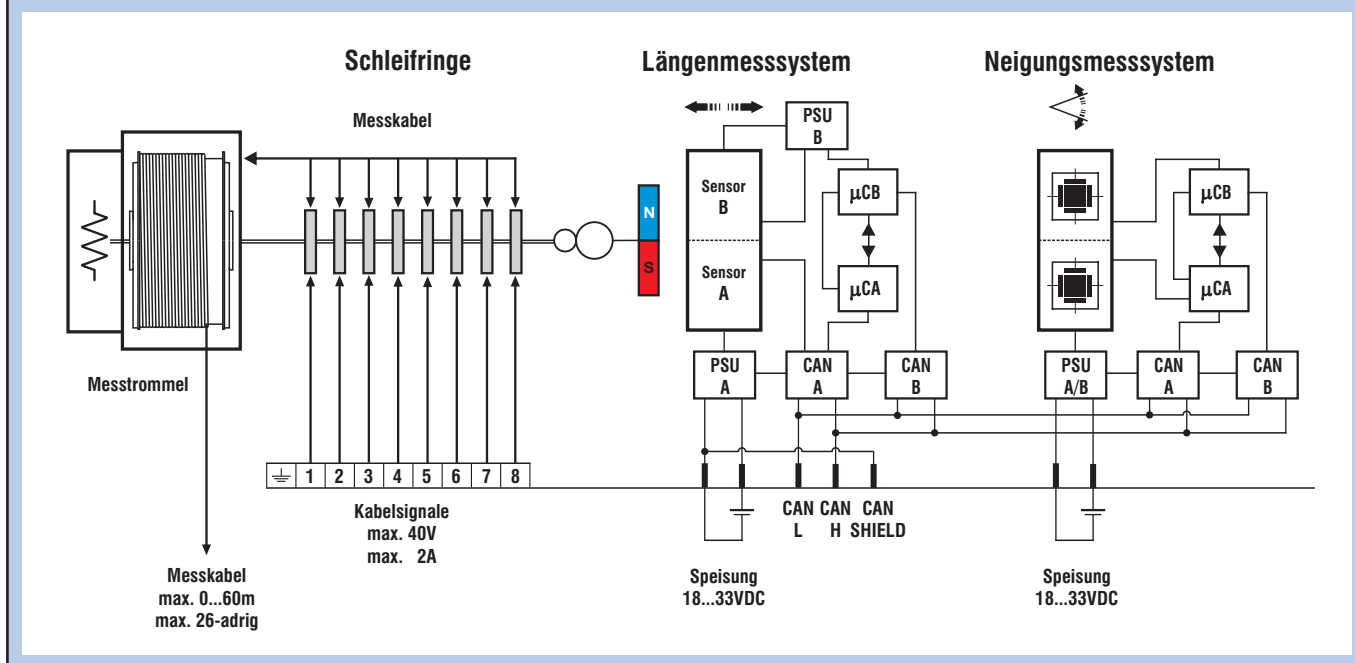 Schleifringe
Längenmesssystem
Neigungsmesssystem
Messkabel
PSU
B
Sensor
B
Sensor
A
µCB
µCA
µCB
µCA
N
S
PSU
A
CAN
A
CAN
B
PSU
A/B
CAN
A
CAN
B
Messtrommel
1 2 3 4 5 6 7 8
Kabelsignale
max. 40V
max. 2A
CAN CAN CAN
L H SHIELD
Messkabel
max. 0...60m
max. 26-adrig
Speisung
18...33VDC
Speisung
18...33VDC